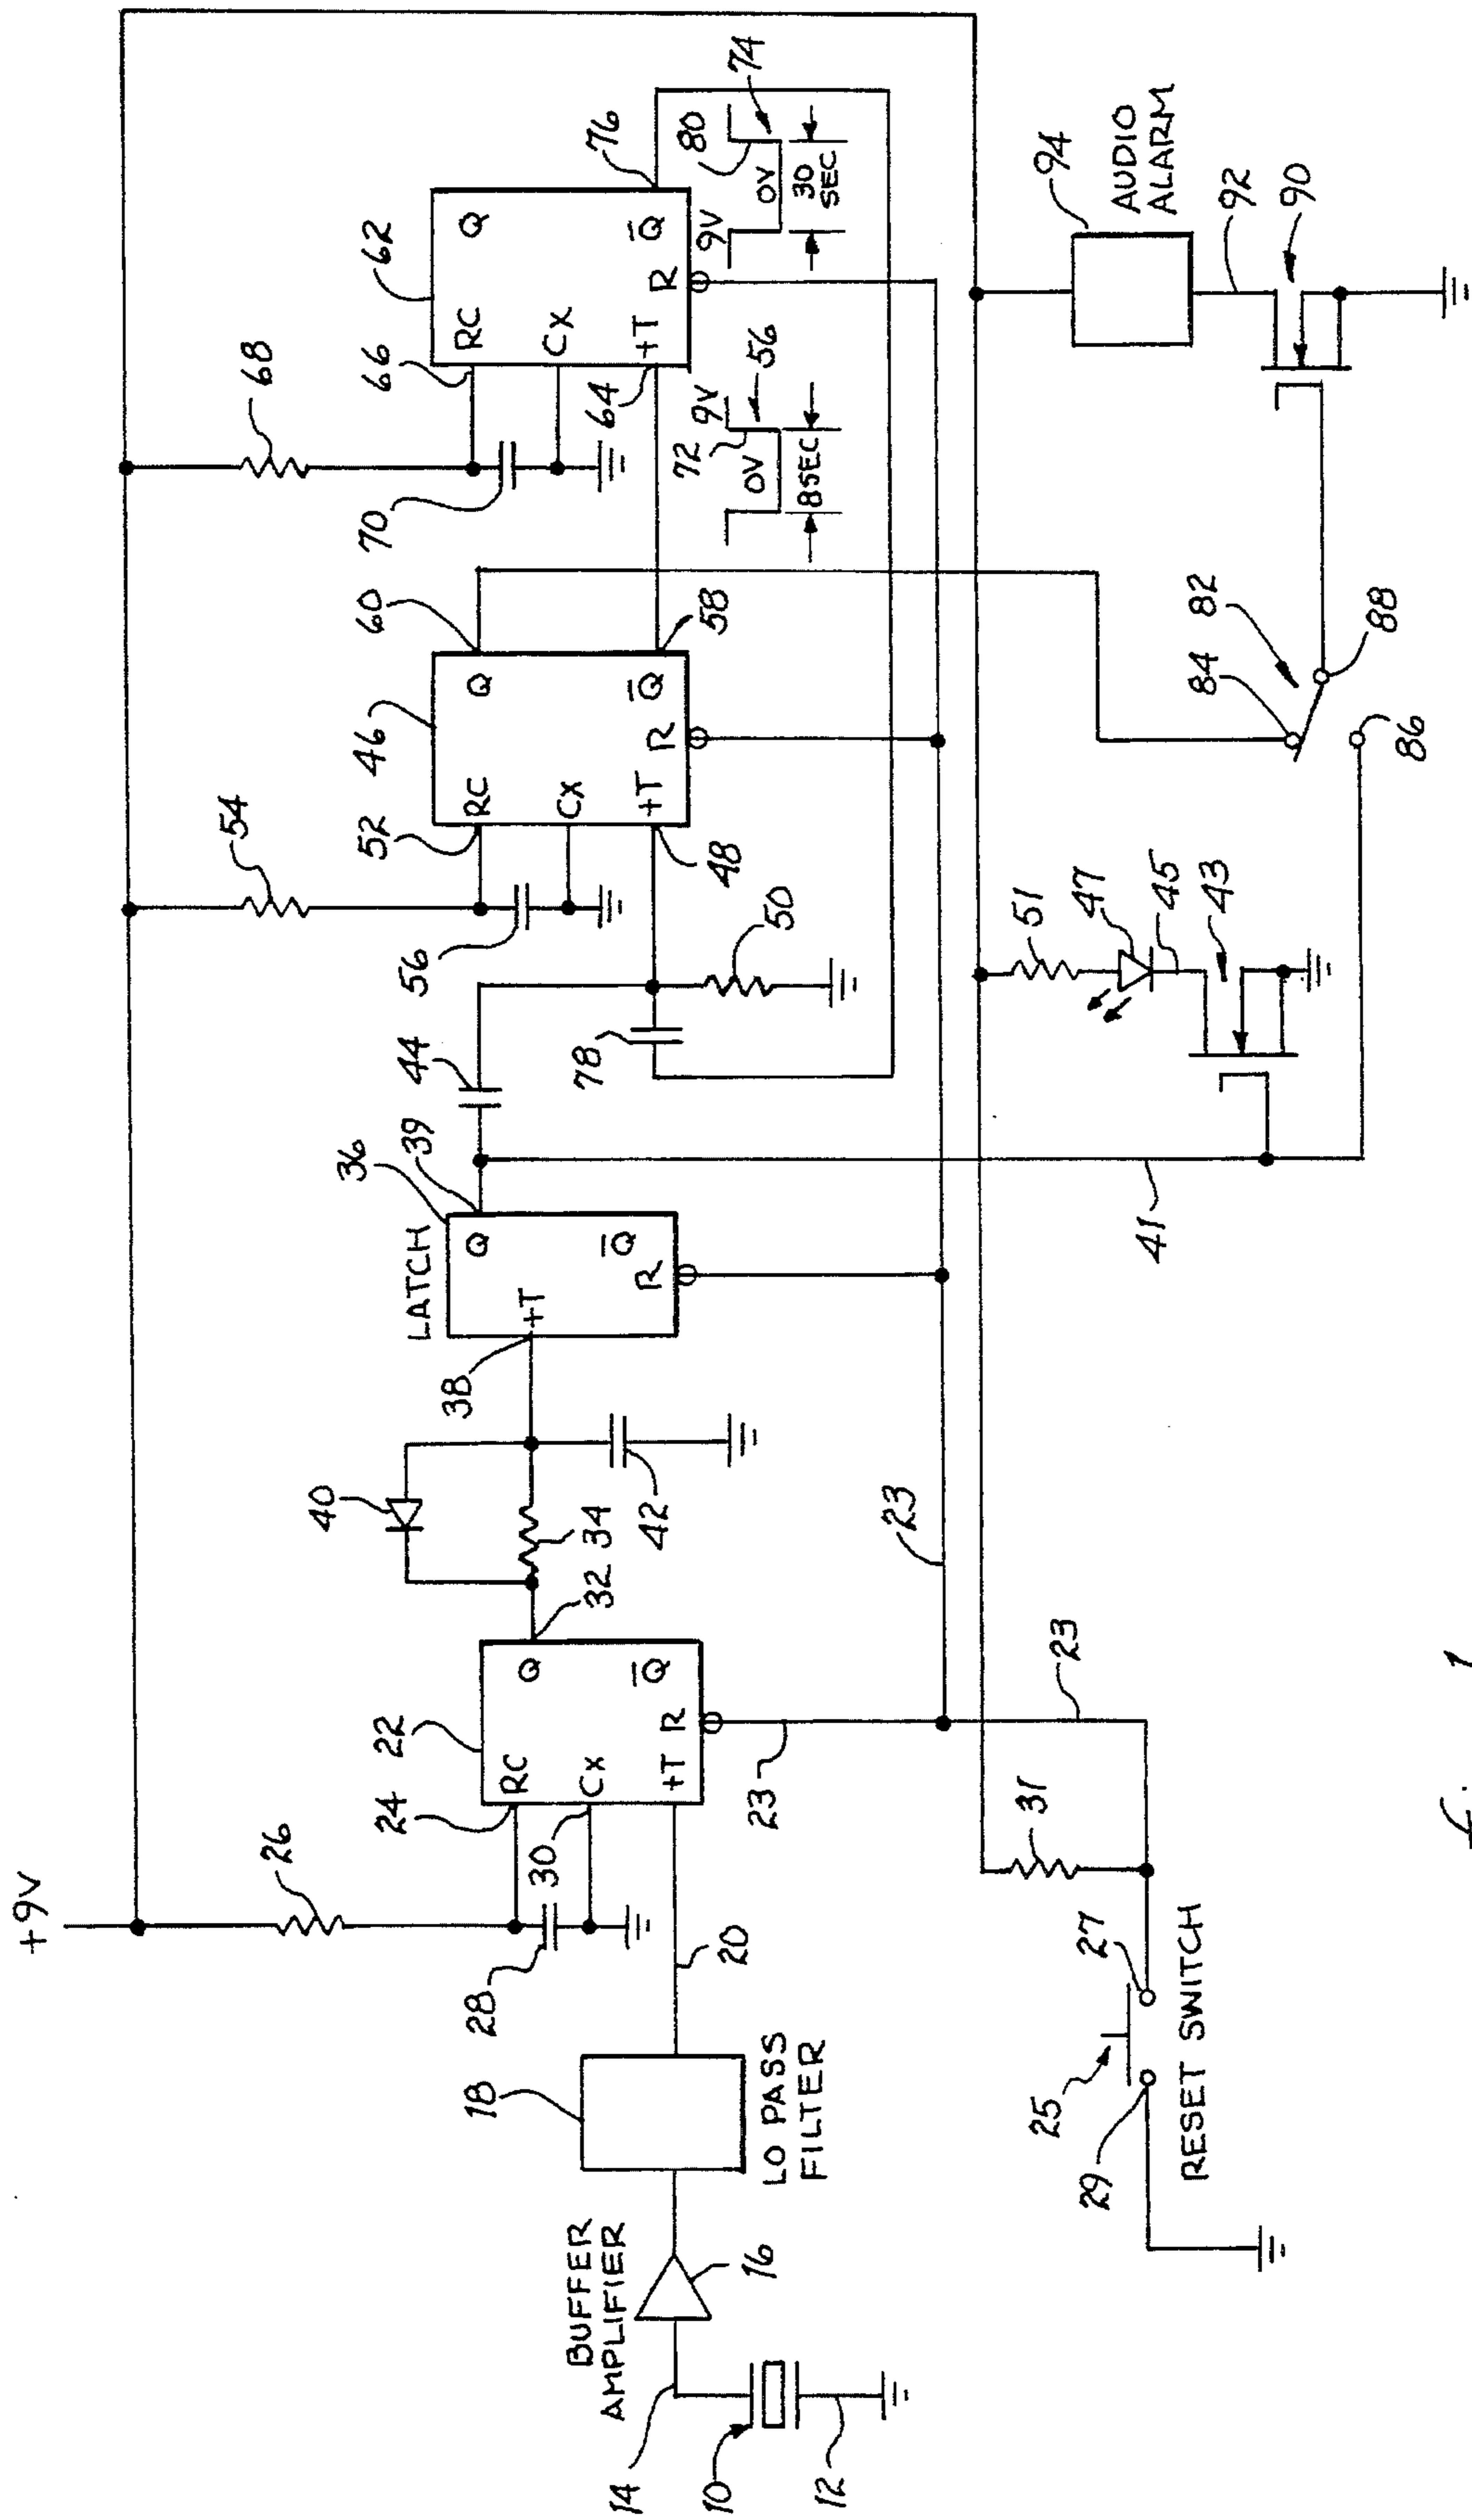 +9V
26
24
22
RC
Q
CX
30
28
+T
R
Q̅
32
34
40
42
38
LATCH
36
39
Q
+T
Q̅
R
44
56
54
52
46
60
RC
Q
CX
+T
Q̅
R
48
58
50
78
68
66
62
70
RC
Q
CX
+T
Q̅
R
64
76
72
0V
9V
56
8SEC
9V
80
0V
74
30
SEC
BUFFER
AMPLIFIER
14
10
12
16
18
LO PASS
FILTER
20
23
23
23
25
27
29
RESET SWITCH
31
41
51
47
45
43
84
82
86
88
94
AUDIO
ALARM
92
90
1